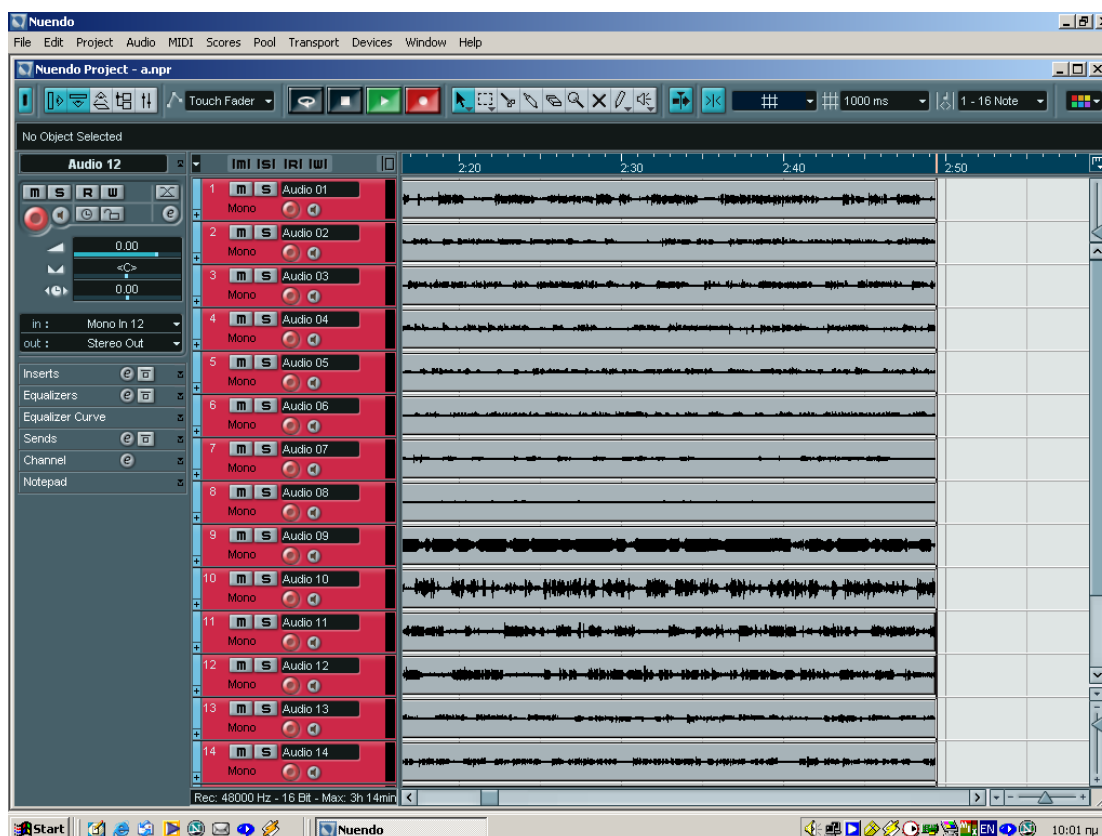 Nuendo
File Edit Project Audio MIDI Scores Pool Transport Devices Window Help
Nuendo Project - a.npr
Touch Fader 1000 ms 1 - 16 Note
No Object Selected
Audio 12
m S R W
0.00
<C>
0.00
in : Mono In 12
out : Stereo Out
Inserts
Equalizers
Equalizer Curve
Sends
Channel
Notepad
|m| |S| |R| |W|
2:20 2:30 2:40 2:50
1 m S Audio 01
Mono
2 m S Audio 02
Mono
3 m S Audio 03
Mono
4 m S Audio 04
Mono
5 m S Audio 05
Mono
6 m S Audio 06
Mono
7 m S Audio 07
Mono
8 m S Audio 08
Mono
9 m S Audio 09
Mono
10 m S Audio 10
Mono
11 m S Audio 11
Mono
12 m S Audio 12
Mono
13 m S Audio 13
Mono
14 m S Audio 14
Mono
Rec: 48000 Hz - 16 Bit - Max: 3h 14min
Start Nuendo EN 10:01 πμ